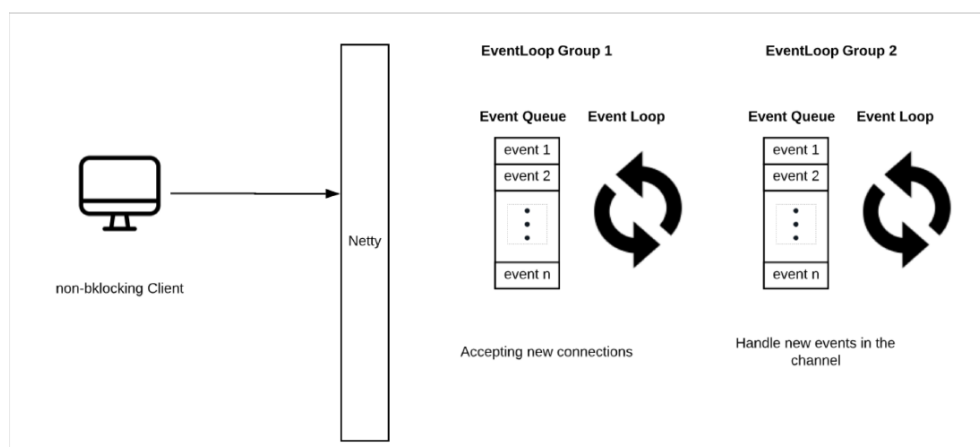 EventLoop Group 1
EventLoop Group 2
Event Queue
Event Loop
Event Queue
Event Loop
event 1
event 2
event n
event 1
event 2
event n
Netty
non-bklocking Client
Accepting new connections
Handle new events in the
channel